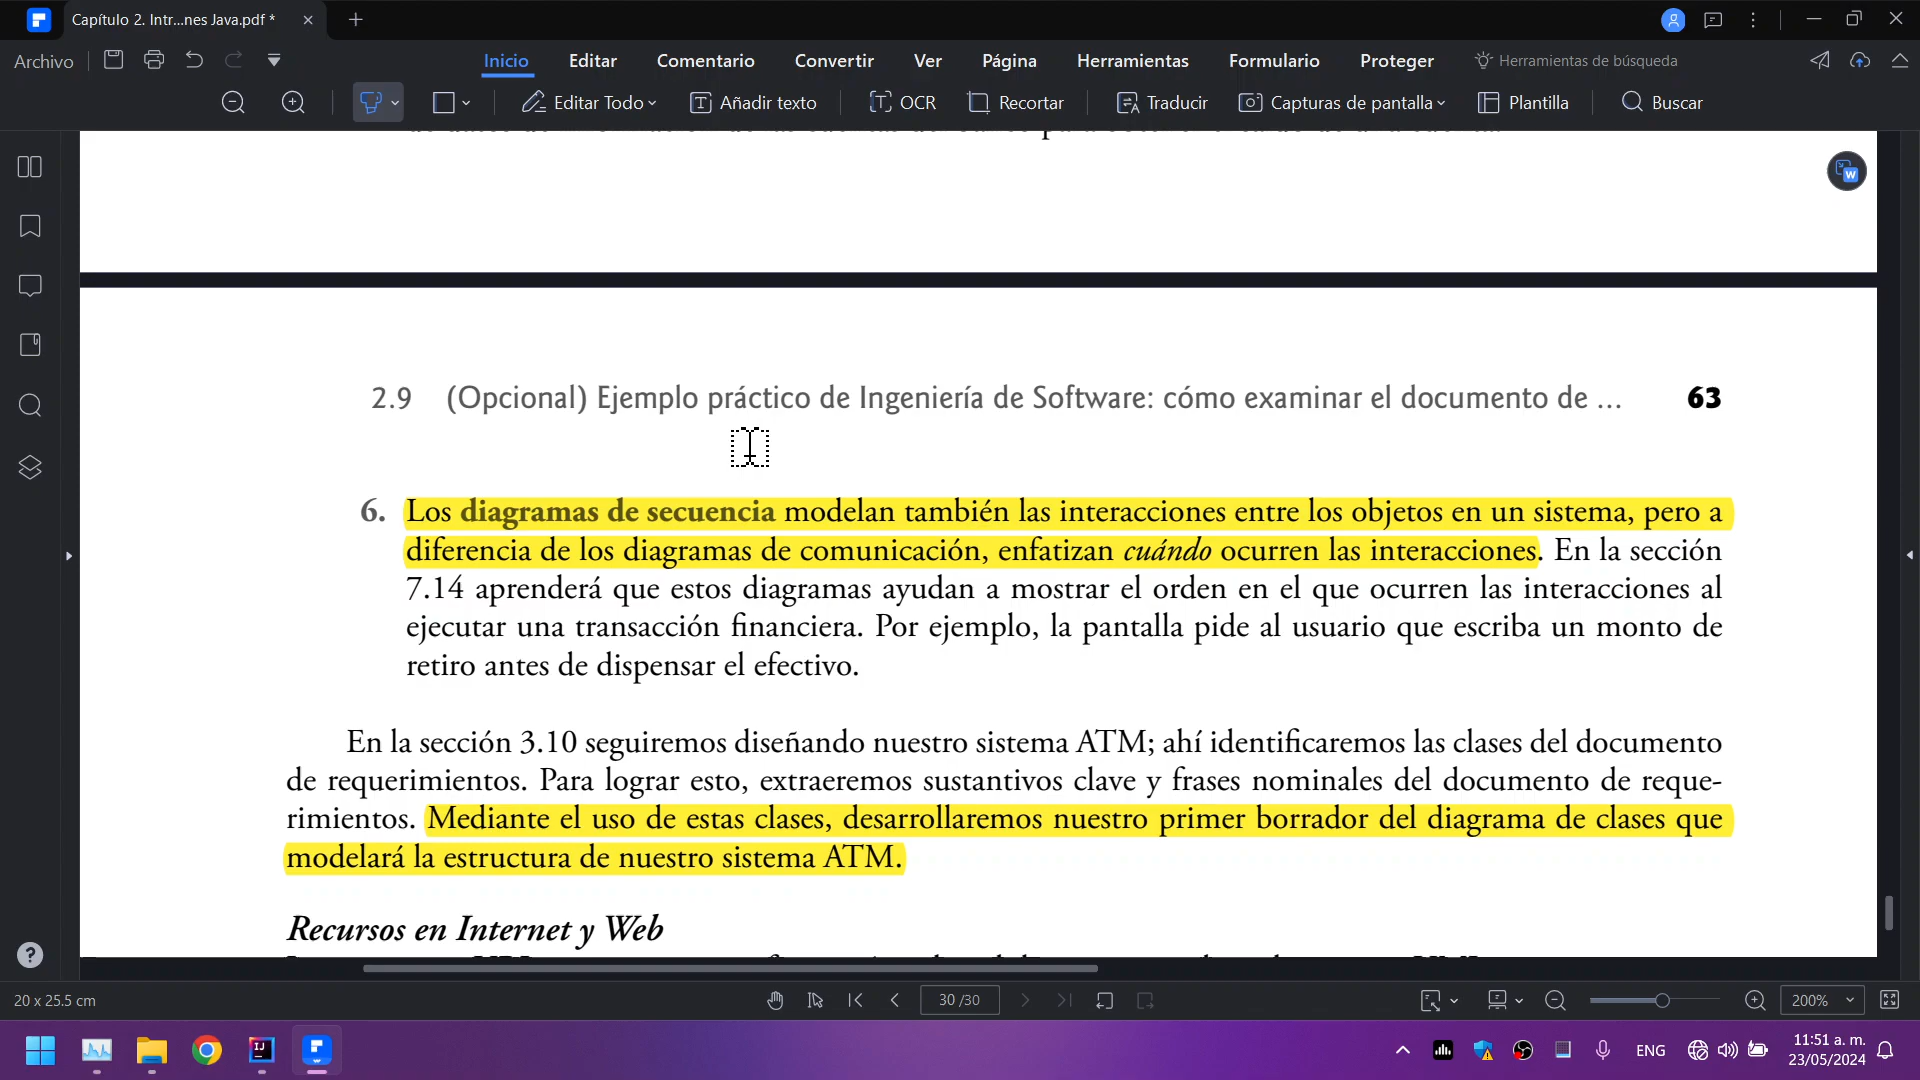 Capítulo 2. Intr...nes Java.pdf *
Archivo
Inicio
Editar
Comentario
Convertir
Ver
Página
Herramientas
Formulario
Proteger
Herramientas de búsqueda
Editar Todo
Añadir texto
OCR
Recortar
Traducir
Capturas de pantalla
Plantilla
Buscar
2.9 (Opcional) Ejemplo práctico de Ingeniería de Software: cómo examinar el documento de ... 63
6. Los diagramas de secuencia modelan también las interacciones entre los objetos en un sistema, pero a
diferencia de los diagramas de comunicación, enfatizan cuándo ocurren las interacciones. En la sección
7.14 aprenderá que estos diagramas ayudan a mostrar el orden en el que ocurren las interacciones al
ejecutar una transacción financiera. Por ejemplo, la pantalla pide al usuario que escriba un monto de
retiro antes de dispensar el efectivo.
En la sección 3.10 seguiremos diseñando nuestro sistema ATM; ahí identificaremos las clases del documento
de requerimientos. Para lograr esto, extraeremos sustantivos clave y frases nominales del documento de reque-
rimientos. Mediante el uso de estas clases, desarrollaremos nuestro primer borrador del diagrama de clases que
modelará la estructura de nuestro sistema ATM.
Recursos en Internet y Web
20 x 25.5 cm
30 /30
200%
ENG
11:51 a. m.
23/05/2024